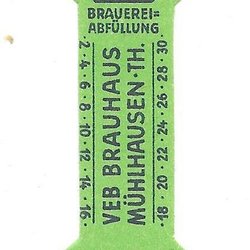 BRAUEREI=
ABFÜLLUNG
2·4·6·8·10·12·14·16·
VEB BRAUHAUS
MÜHLHAUSEN·TH.
·18·20·22·24·26·28·30